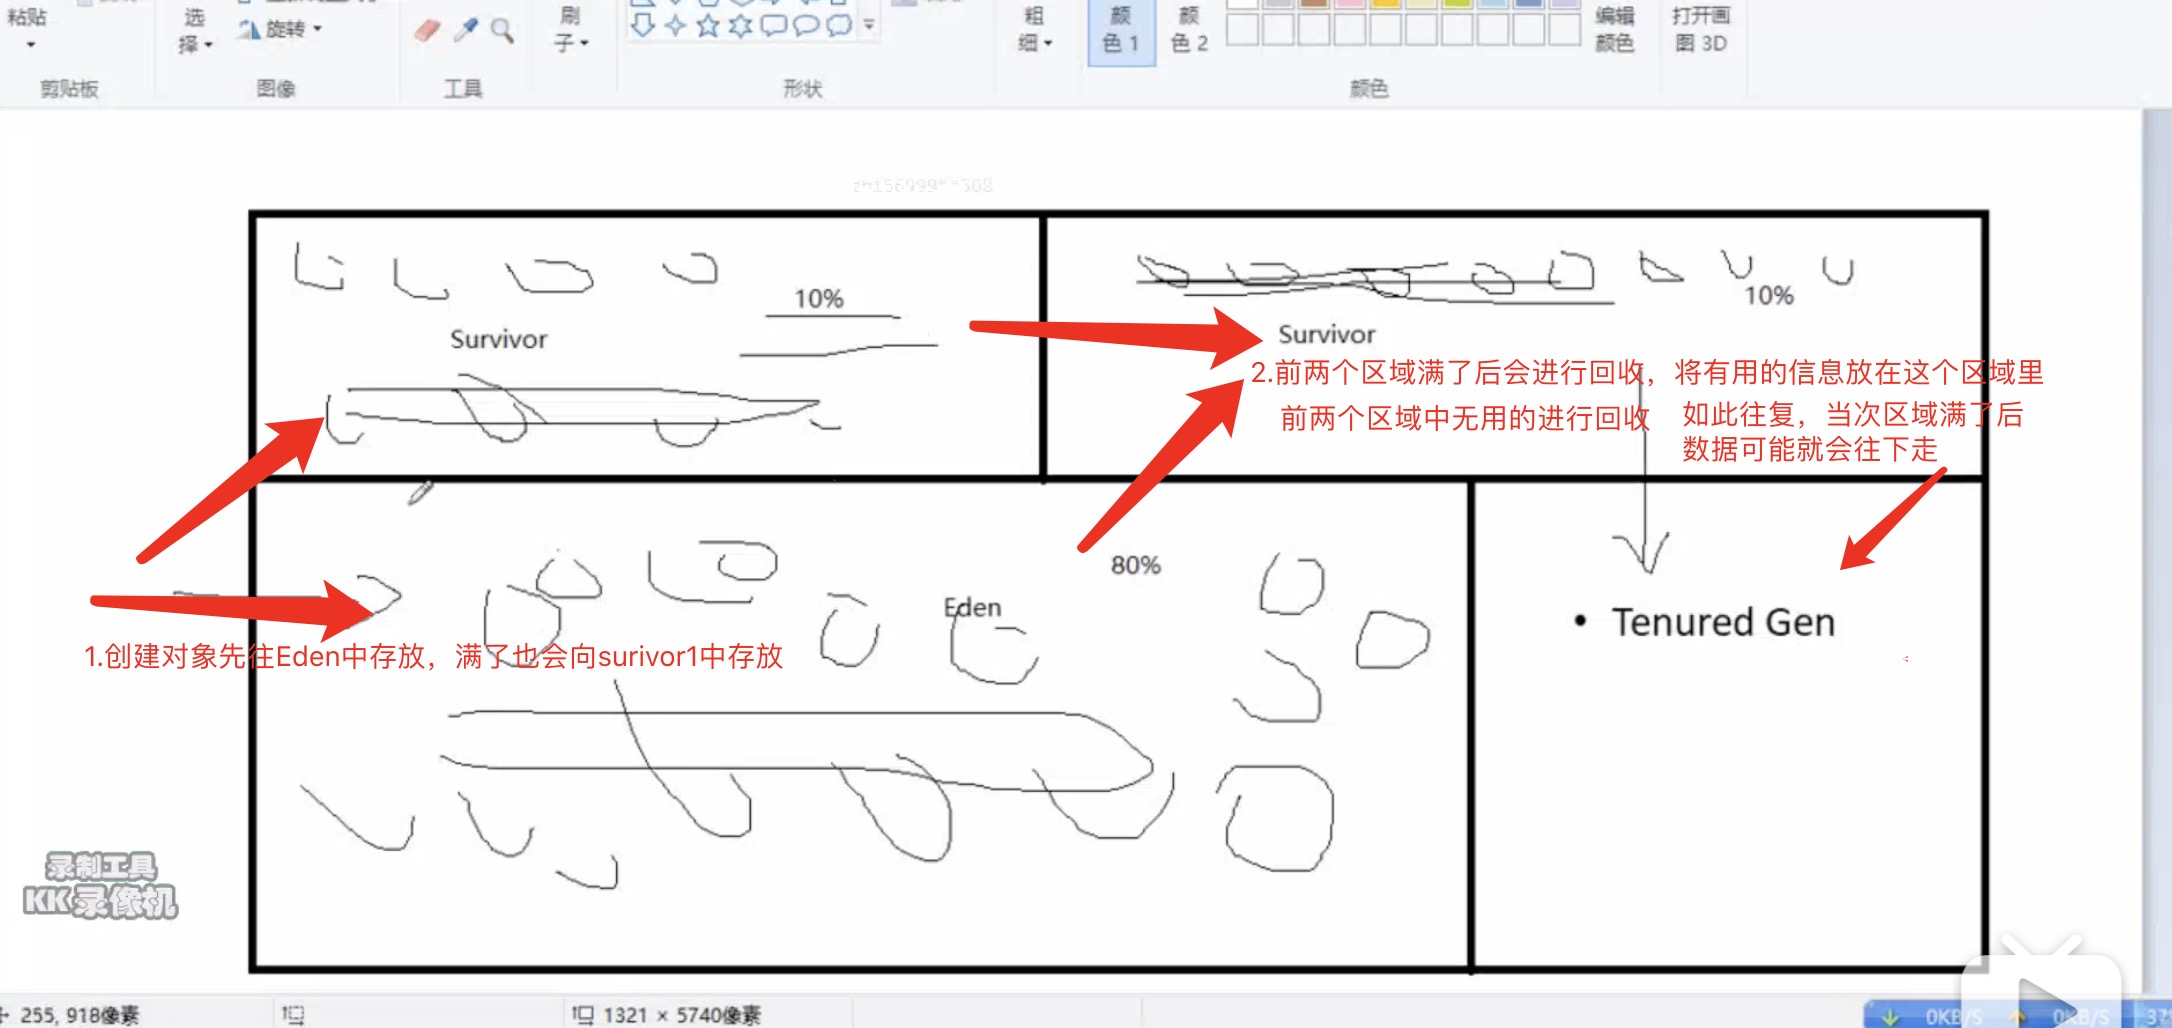 粘贴
选
择
旋转
刷
子
粗
细
颜
色 1
颜
色 2
编辑
颜色
打开画
图 3D
剪贴板
图像
工具
形状
颜色
10%
Survivor
10%
Survivor
2.前两个区域满了后会进行回收，将有用的信息放在这个区域里
前两个区域中无用的进行回收
如此往复，当次区域满了后
数据可能就会往下走
80%
Eden
• Tenured Gen
1.创建对象先往Eden中存放，满了也会向surivor1中存放
录制工具
KK录像机
255, 918像素
1321 × 5740像素
0KB/S
0KB/S